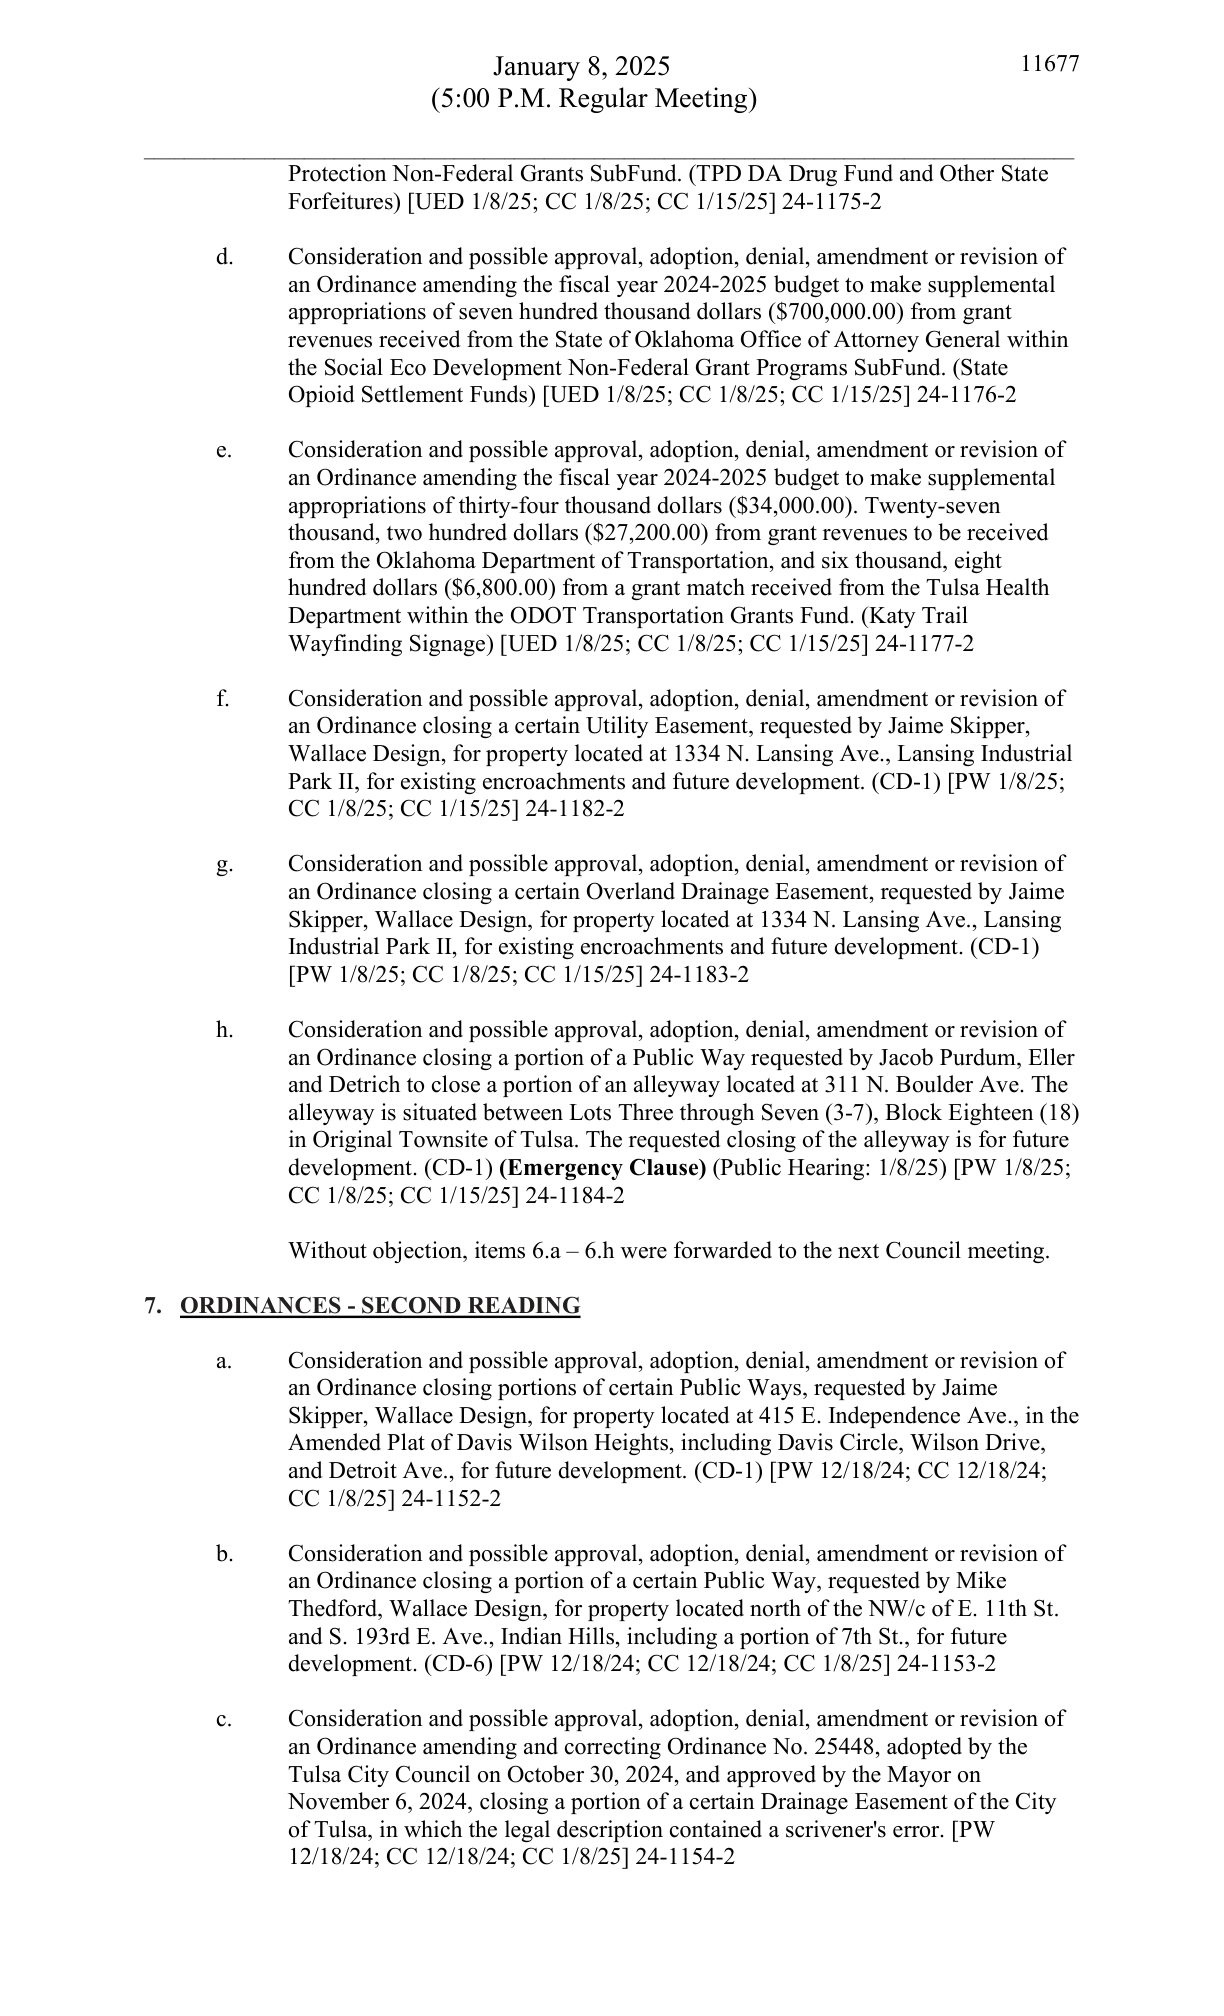 January 8, 2025
11677
(5:00 P.M. Regular Meeting)
Protection Non-Federal Grants SubFund. (TPD DA Drug Fund and Other State
Forfeitures) [UED 1/8/25; CC 1/8/25; CC 1/15/25] 24-1175-2
d. Consideration and possible approval, adoption, denial, amendment or revision of
an Ordinance amending the fiscal year 2024-2025 budget to make supplemental
appropriations of seven hundred thousand dollars ($700,000.00) from grant
revenues received from the State of Oklahoma Office of Attorney General within
the Social Eco Development Non-Federal Grant Programs SubFund. (State
Opioid Settlement Funds) [UED 1/8/25; CC 1/8/25; CC 1/15/25] 24-1176-2
e. Consideration and possible approval, adoption, denial, amendment or revision of
an Ordinance amending the fiscal year 2024-2025 budget to make supplemental
appropriations of thirty-four thousand dollars ($34,000.00). Twenty-seven
thousand, two hundred dollars ($27,200.00) from grant revenues to be received
from the Oklahoma Department of Transportation, and six thousand, eight
hundred dollars ($6,800.00) from a grant match received from the Tulsa Health
Department within the ODOT Transportation Grants Fund. (Katy Trail
Wayfinding Signage) [UED 1/8/25; CC 1/8/25; CC 1/15/25] 24-1177-2
f. Consideration and possible approval, adoption, denial, amendment or revision of
an Ordinance closing a certain Utility Easement, requested by Jaime Skipper,
Wallace Design, for property located at 1334 N. Lansing Ave., Lansing Industrial
Park II, for existing encroachments and future development. (CD-1) [PW 1/8/25;
CC 1/8/25; CC 1/15/25] 24-1182-2
g. Consideration and possible approval, adoption, denial, amendment or revision of
an Ordinance closing a certain Overland Drainage Easement, requested by Jaime
Skipper, Wallace Design, for property located at 1334 N. Lansing Ave., Lansing
Industrial Park II, for existing encroachments and future development. (CD-1)
[PW 1/8/25; CC 1/8/25; CC 1/15/25] 24-1183-2
h. Consideration and possible approval, adoption, denial, amendment or revision of
an Ordinance closing a portion of a Public Way requested by Jacob Purdum, Eller
and Detrich to close a portion of an alleyway located at 311 N. Boulder Ave. The
alleyway is situated between Lots Three through Seven (3-7), Block Eighteen (18)
in Original Townsite of Tulsa. The requested closing of the alleyway is for future
development. (CD-1) (Emergency Clause) (Public Hearing: 1/8/25) [PW 1/8/25;
CC 1/8/25; CC 1/15/25] 24-1184-2
Without objection, items 6.a – 6.h were forwarded to the next Council meeting.
7. ORDINANCES - SECOND READING
a. Consideration and possible approval, adoption, denial, amendment or revision of
an Ordinance closing portions of certain Public Ways, requested by Jaime
Skipper, Wallace Design, for property located at 415 E. Independence Ave., in the
Amended Plat of Davis Wilson Heights, including Davis Circle, Wilson Drive,
and Detroit Ave., for future development. (CD-1) [PW 12/18/24; CC 12/18/24;
CC 1/8/25] 24-1152-2
b. Consideration and possible approval, adoption, denial, amendment or revision of
an Ordinance closing a portion of a certain Public Way, requested by Mike
Thedford, Wallace Design, for property located north of the NW/c of E. 11th St.
and S. 193rd E. Ave., Indian Hills, including a portion of 7th St., for future
development. (CD-6) [PW 12/18/24; CC 12/18/24; CC 1/8/25] 24-1153-2
c. Consideration and possible approval, adoption, denial, amendment or revision of
an Ordinance amending and correcting Ordinance No. 25448, adopted by the
Tulsa City Council on October 30, 2024, and approved by the Mayor on
November 6, 2024, closing a portion of a certain Drainage Easement of the City
of Tulsa, in which the legal description contained a scrivener's error. [PW
12/18/24; CC 12/18/24; CC 1/8/25] 24-1154-2